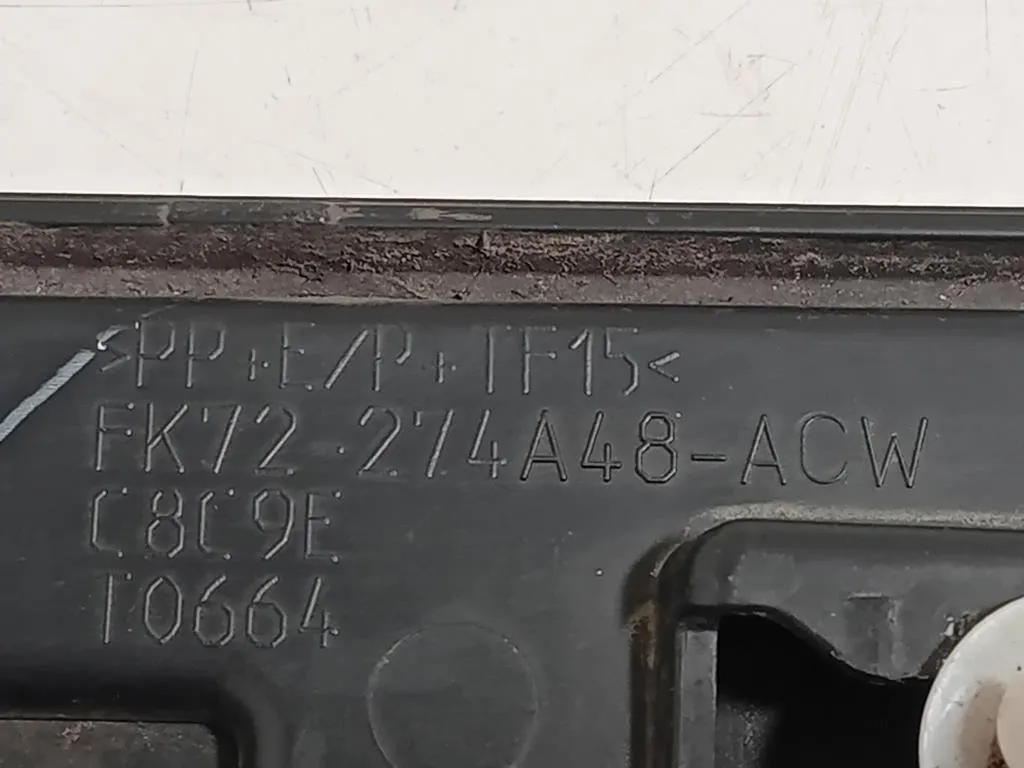 >PP+E/P+TF15<
FK72-274A48-ACW
C8C9E
T0664